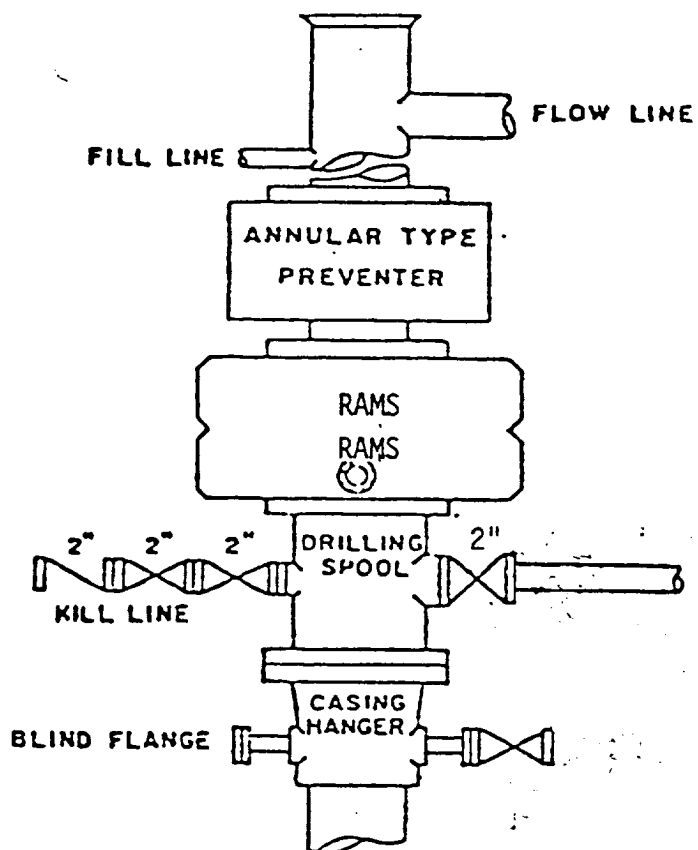 FLOW LINE
FILL LINE
ANNULAR TYPE
PREVENTER
RAMS
RAMS
2" 2" 2"
DRILLING
SPOOL
2"
KILL LINE
CASING
HANGER
BLIND FLANGE